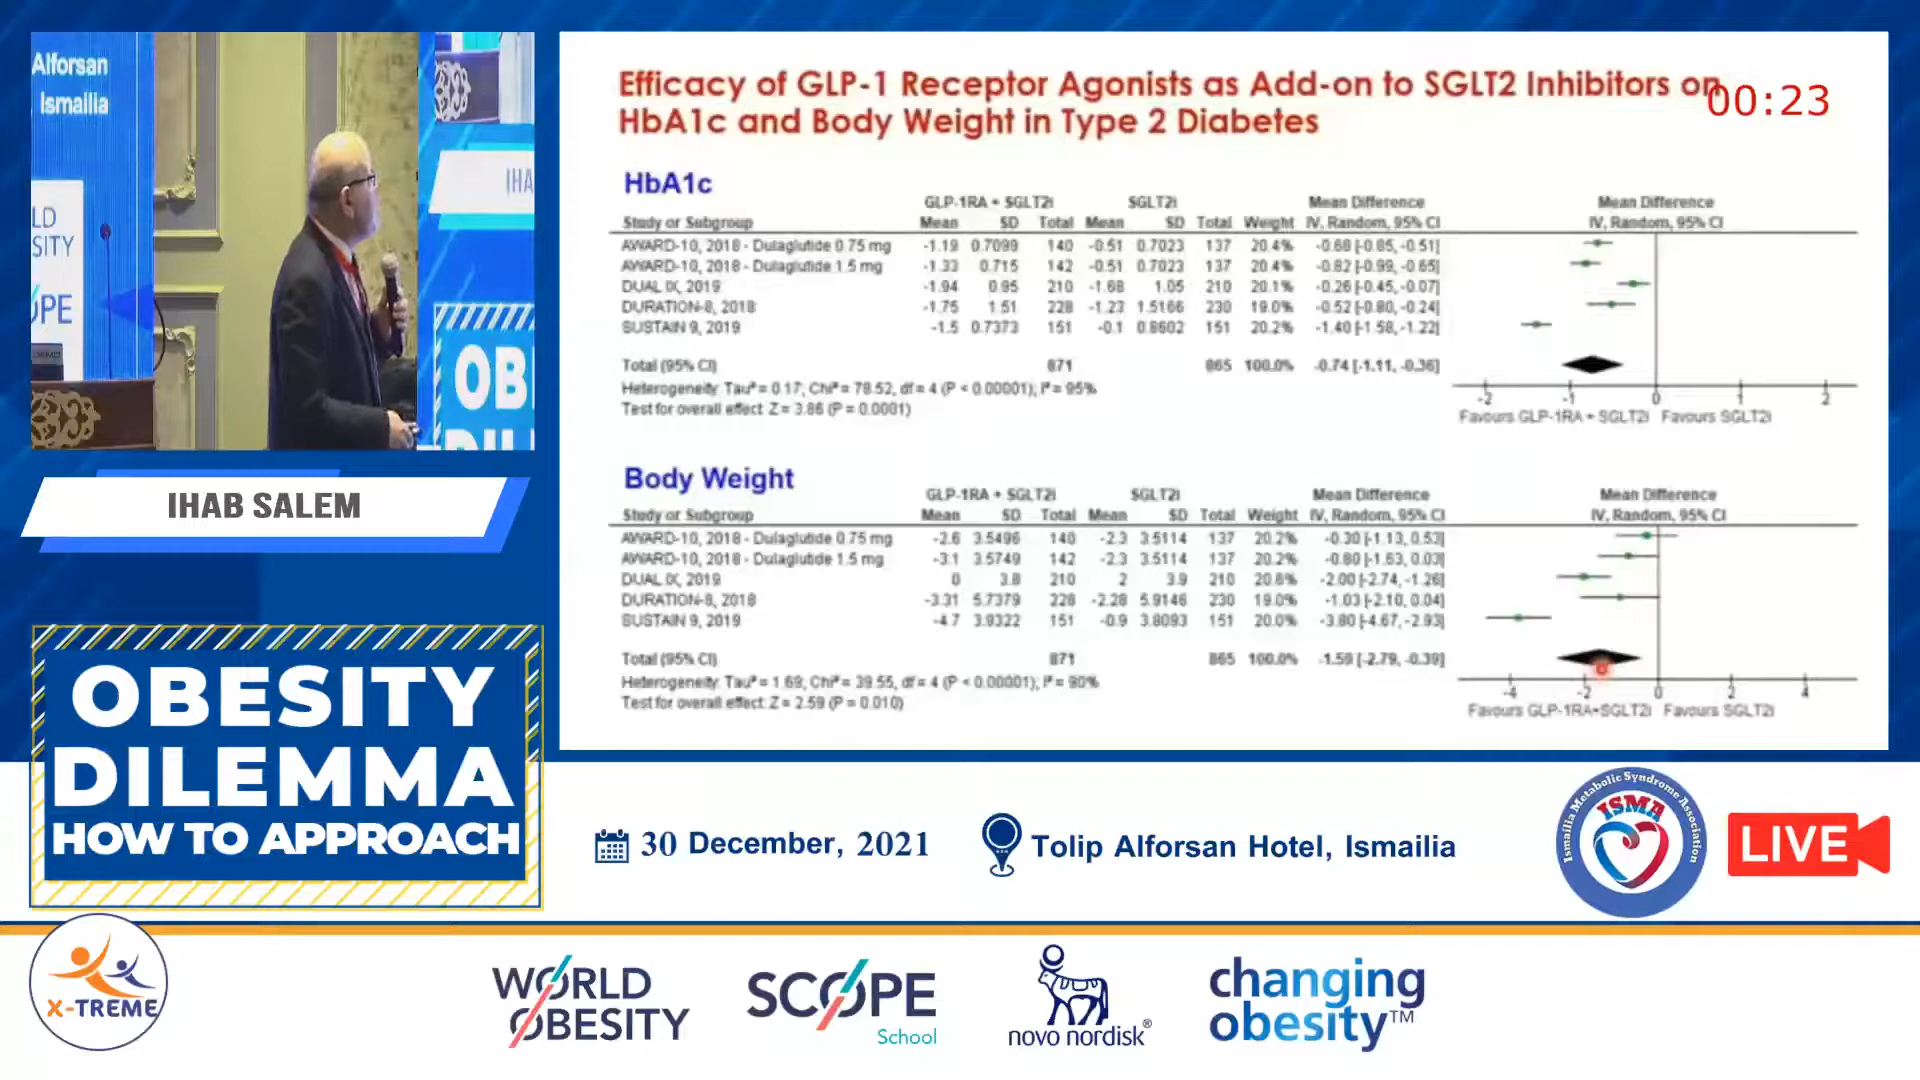 Alforsan
Ismailia
LD
SITY
OPE
IHA
OB
DIL
IHAB SALEM
OBESITY
DILEMMA
HOW TO APPROACH
Efficacy of GLP-1 Receptor Agonists as Add-on to SGLT2 Inhibitors on
HbA1c and Body Weight in Type 2 Diabetes
00:23
HbA1c
GLP-1RA + SGLT2i SGLT2i Mean Difference Mean Difference
Study or Subgroup Mean SD Total Mean SD Total Weight IV, Random, 95% CI IV, Random, 95% CI
AWARD-10, 2018 - Dulaglutide 0.75 mg -1.19 0.7099 140 -0.51 0.7023 137 20.4% -0.68 [-0.85, -0.51]
AWARD-10, 2018 - Dulaglutide 1.5 mg -1.33 0.715 142 -0.51 0.7023 137 20.4% -0.82 [-0.99, -0.65]
DUAL IX, 2019 -1.94 0.95 210 -1.68 1.05 210 20.1% -0.26 [-0.45, -0.07]
DURATION-8, 2018 -1.75 1.51 228 -1.23 1.5166 230 19.0% -0.52 [-0.80, -0.24]
SUSTAIN 9, 2019 -1.5 0.7373 151 -0.1 0.8602 151 20.2% -1.40 [-1.58, -1.22]
Total (95% CI) 871 865 100.0% -0.74 [-1.11, -0.36]
Heterogeneity: Tau² = 0.17; Chi² = 78.52, df = 4 (P < 0.00001); I² = 95%
Test for overall effect: Z = 3.86 (P = 0.0001)
-2 -1 0 1 2
Favours GLP-1RA + SGLT2i Favours SGLT2i
Body Weight
GLP-1RA + SGLT2i SGLT2i Mean Difference Mean Difference
Study or Subgroup Mean SD Total Mean SD Total Weight IV, Random, 95% CI IV, Random, 95% CI
AWARD-10, 2018 - Dulaglutide 0.75 mg -2.6 3.5496 140 -2.3 3.5114 137 20.2% -0.30 [-1.13, 0.53]
AWARD-10, 2018 - Dulaglutide 1.5 mg -3.1 3.5749 142 -2.3 3.5114 137 20.2% -0.80 [-1.63, 0.03]
DUAL IX, 2019 0 3.8 210 2 3.9 210 20.6% -2.00 [-2.74, -1.26]
DURATION-8, 2018 -3.31 5.7379 228 -2.28 5.9146 230 19.0% -1.03 [-2.10, 0.04]
SUSTAIN 9, 2019 -4.7 3.9322 151 -0.9 3.8093 151 20.0% -3.80 [-4.67, -2.93]
Total (95% CI) 871 865 100.0% -1.59 [-2.79, -0.39]
Heterogeneity: Tau² = 1.69; Chi² = 39.55, df = 4 (P < 0.00001); I² = 90%
Test for overall effect: Z = 2.59 (P = 0.010)
-4 -2 0 2 4
Favours GLP-1RA+SGLT2i Favours SGLT2i
30 December, 2021
Tolip Alforsan Hotel, Ismailia
Ismailia Metabolic Syndrome Association
ISMA
LIVE
X-TREME
WORLD
OBESITY
SCOPE
School
novo nordisk®
changing
obesity™